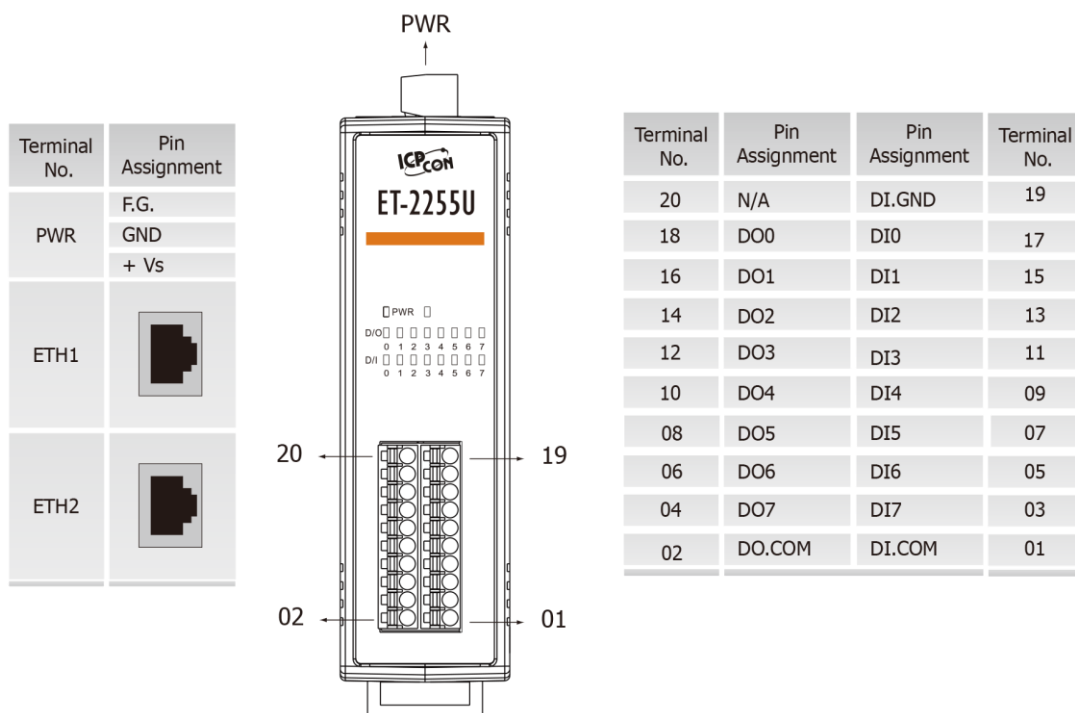 PWR
Terminal No. Pin Assignment
PWR F.G.
GND
+ Vs
ETH1
ETH2
ICP CON
ET-2255U
PWR
D/O
0 1 2 3 4 5 6 7
D/I
0 1 2 3 4 5 6 7
20 19
02 01
Terminal No. Pin Assignment Pin Assignment Terminal No.
20 N/A DI.GND 19
18 DO0 DI0 17
16 DO1 DI1 15
14 DO2 DI2 13
12 DO3 DI3 11
10 DO4 DI4 09
08 DO5 DI5 07
06 DO6 DI6 05
04 DO7 DI7 03
02 DO.COM DI.COM 01